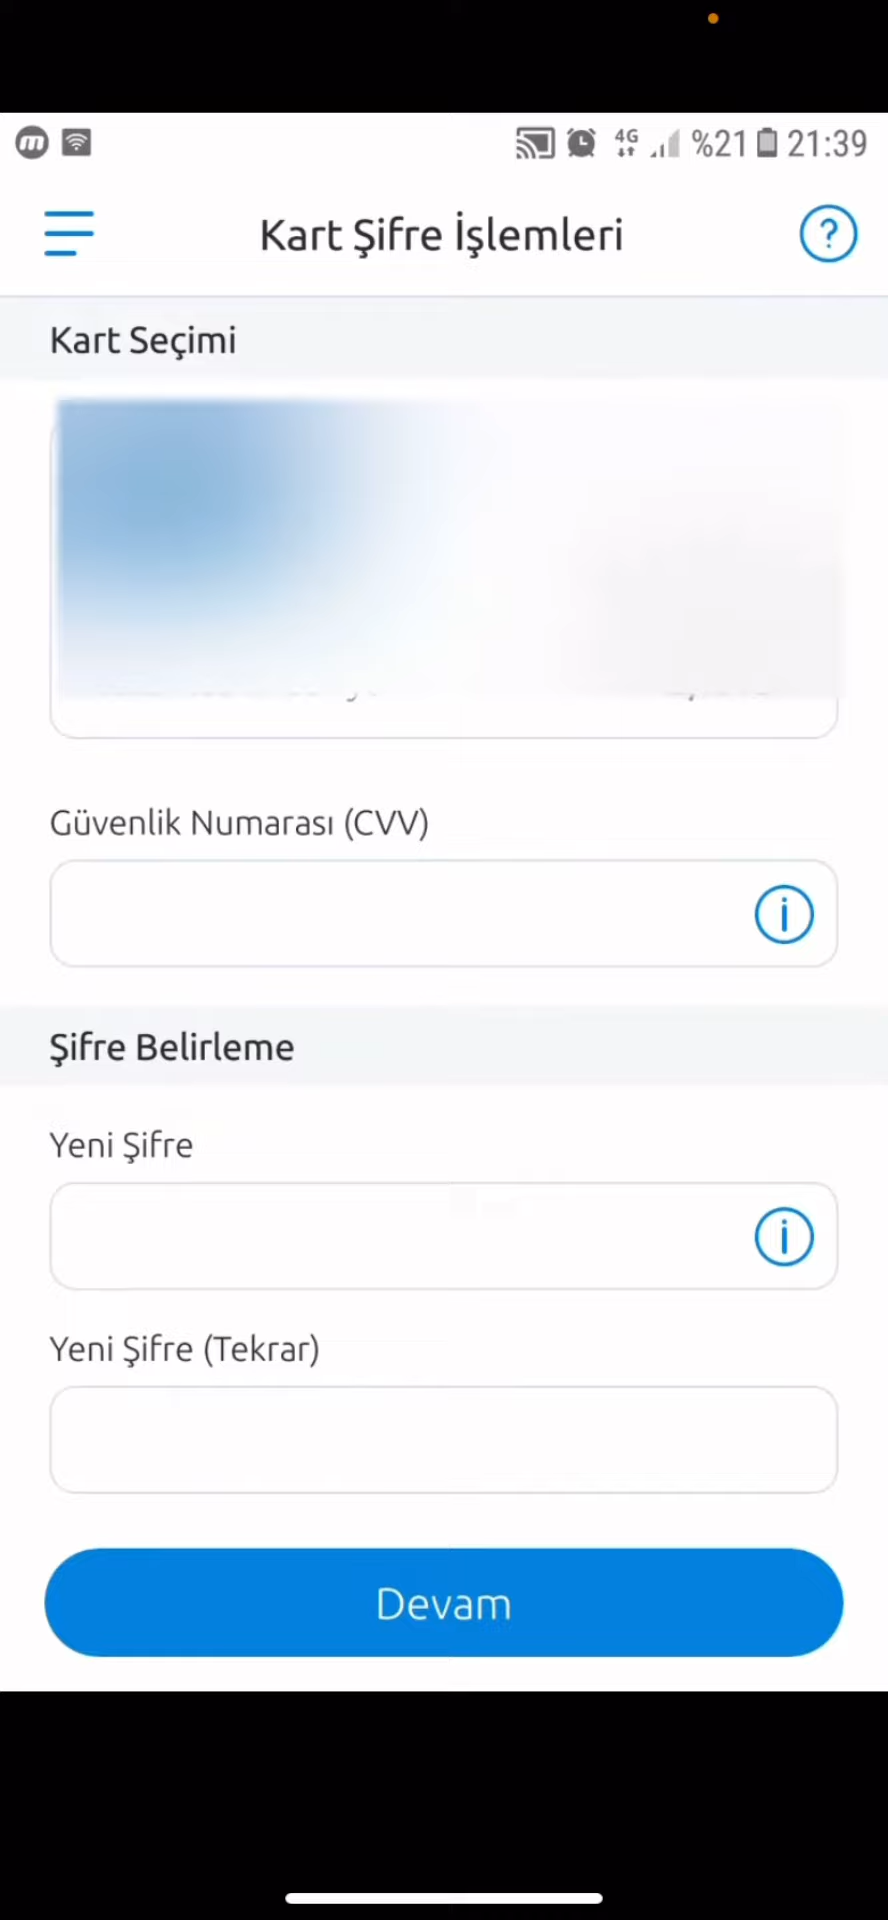 %21 21:39
Kart Şifre İşlemleri
Kart Seçimi
Güvenlik Numarası (CVV)
Şifre Belirleme
Yeni Şifre
Yeni Şifre (Tekrar)
Devam